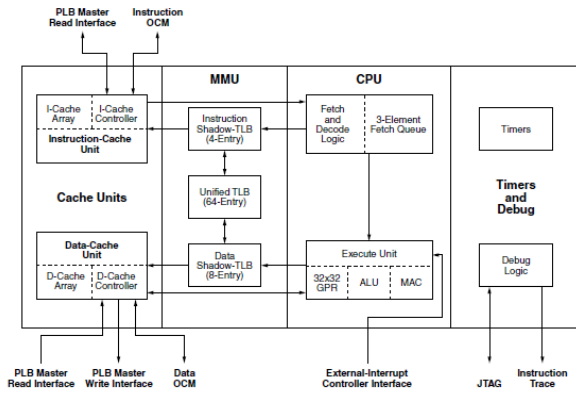 PLB Master
Read Interface
Instruction
OCM
MMU
CPU
I-Cache
Array
I-Cache
Controller
Instruction-Cache
Unit
Instruction
Shadow-TLB
(4-Entry)
Fetch
and
Decode
Logic
3-Element
Fetch Queue
Timers
Cache Units
Unified TLB
(64-Entry)
Timers
and
Debug
Data-Cache
Unit
D-Cache
Array
D-Cache
Controller
Data
Shadow-TLB
(8-Entry)
Execute Unit
32x32
GPR
ALU
MAC
Debug
Logic
PLB Master
Read Interface
PLB Master
Write Interface
Data
OCM
External-Interrupt
Controller Interface
JTAG
Instruction
Trace